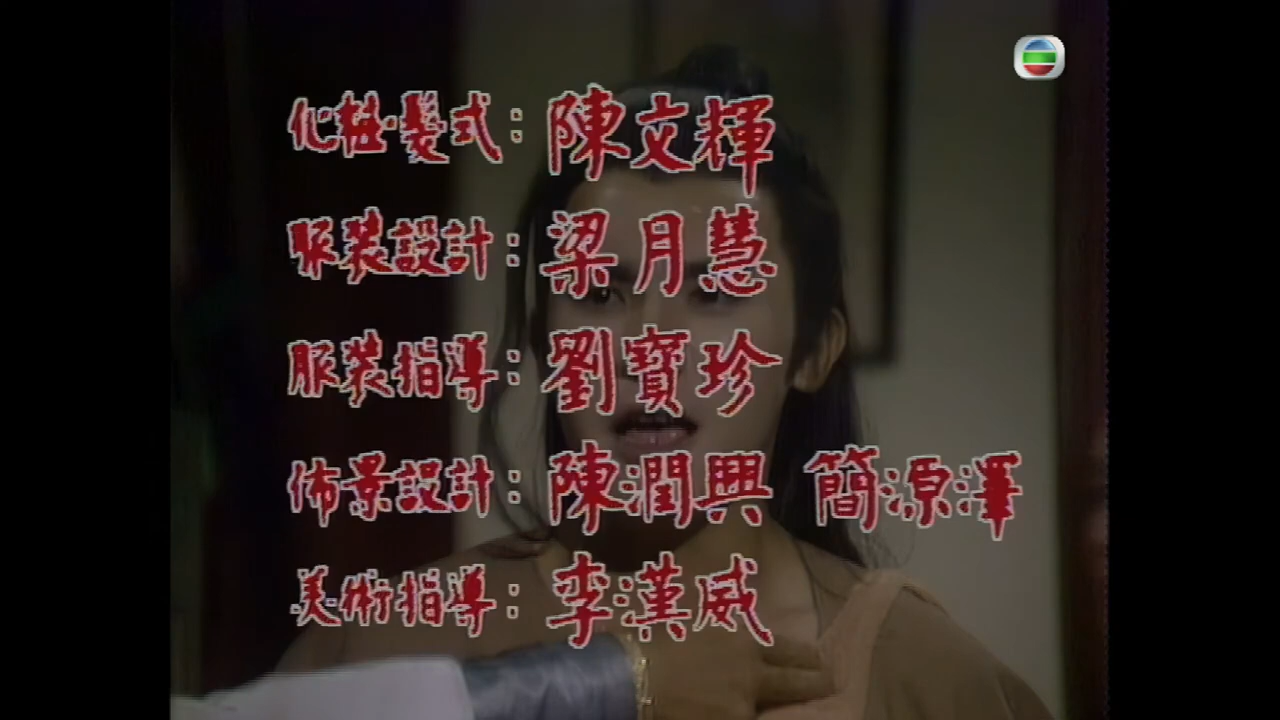 化粧·髮式：陳文輝
服裝設計：梁月慧
服裝指導：劉寶珍
佈景設計：陳潤興 簡源澤
美術指導：李漢威